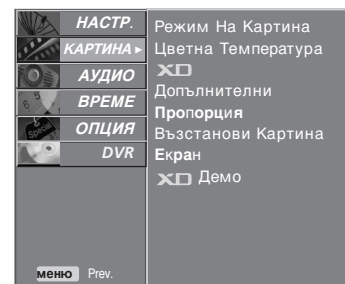 НАСТР.
КАРТИНА
АУДИО
ВРЕМЕ
ОПЦИЯ
DVR
Режим На Картина
Цветна Температура
XD
Допълнителни
Пропорция
Възстанови Картина
Екран
XD Демо
меню Prev.